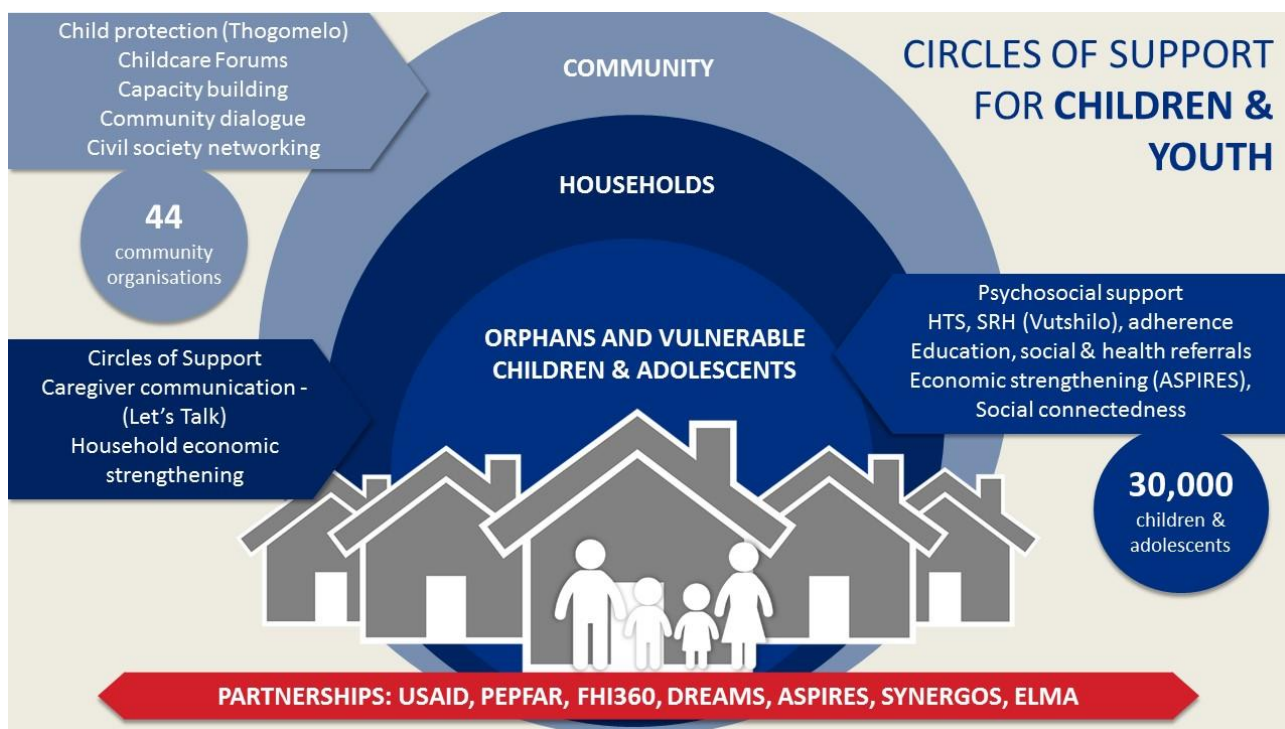 Child protection (Thogomelo)
Childcare Forums
Capacity building
Community dialogue
Civil society networking
44
community
organisations
Circles of Support
Caregiver communication -
(Let’s Talk)
Household economic
strengthening
COMMUNITY
HOUSEHOLDS
ORPHANS AND VULNERABLE
CHILDREN & ADOLESCENTS
CIRCLES OF SUPPORT
FOR CHILDREN &
YOUTH
Psychosocial support
HTS, SRH (Vutshilo), adherence
Education, social & health referrals
Economic strengthening (ASPIRES),
Social connectedness
30,000
children &
adolescents
PARTNERSHIPS: USAID, PEPFAR, FHI360, DREAMS, ASPIRES, SYNERGOS, ELMA